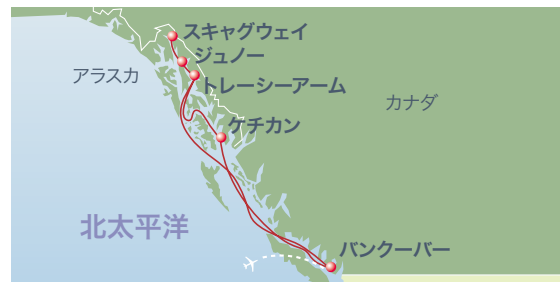 スキャグウェイ
ジュノー
アラスカ
トレーシーアーム
カナダ
ケチカン
北太平洋
バンクーバー